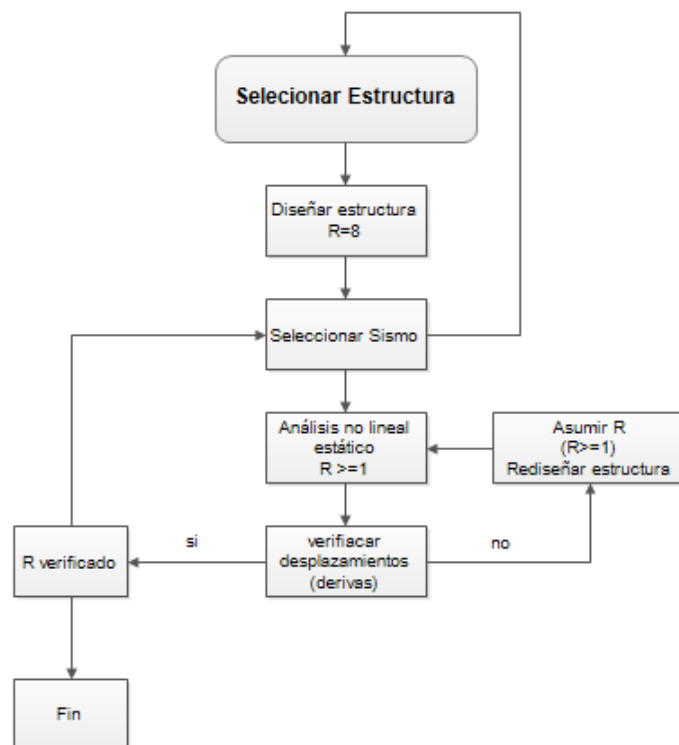 Selecionar Estructura
Diseñar estructura
R=8
Seleccionar Sismo
Análisis no lineal
estático
R >=1
Asumir R
(R>=1)
Rediseñar estructura
si
verifiacar
desplazamientos
(derivas)
no
R verificado
Fin